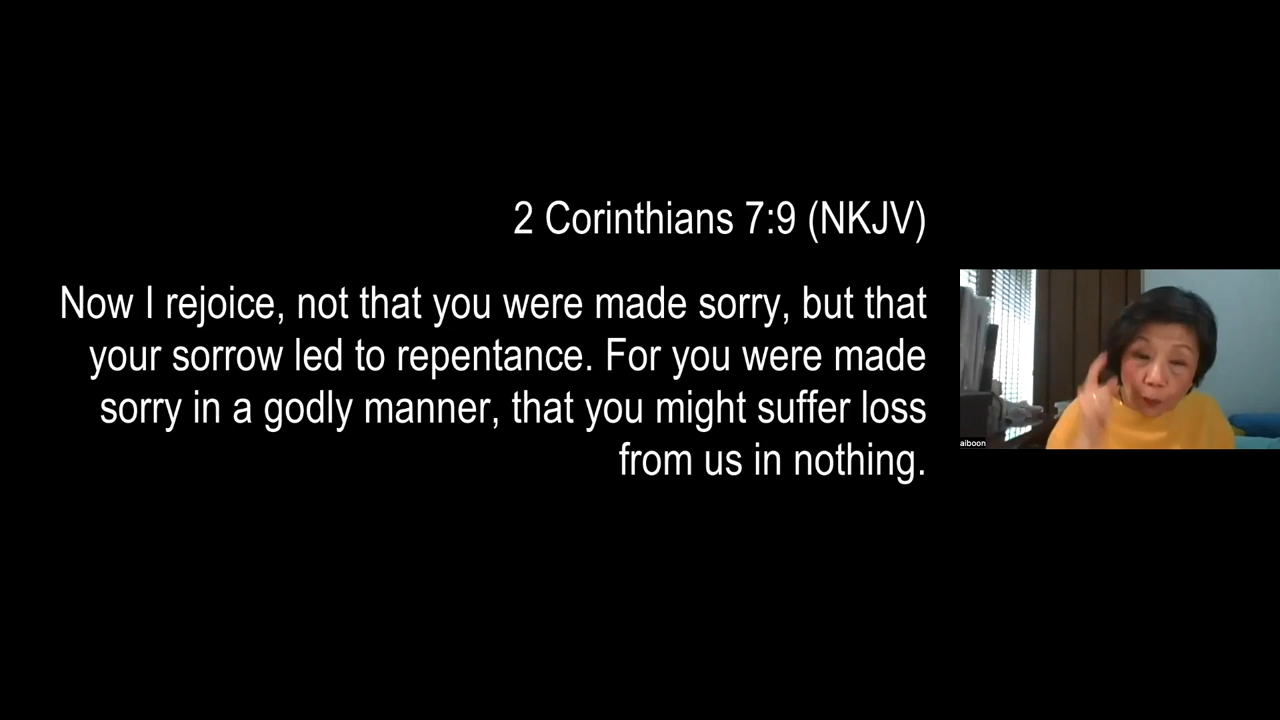 2 Corinthians 7:9 (NKJV)
Now I rejoice, not that you were made sorry, but that
your sorrow led to repentance. For you were made
sorry in a godly manner, that you might suffer loss
from us in nothing.
aiboon